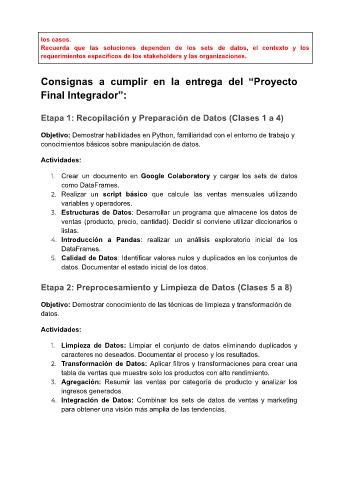 los casos.
Recuerda que las soluciones dependen de los sets de datos, el contexto y los
requerimientos específicos de los stakeholders y las organizaciones.
Consignas a cumplir en la entrega del “Proyecto
Final Integrador”:
Etapa 1: Recopilación y Preparación de Datos (Clases 1 a 4)
Objetivo: Demostrar habilidades en Python, familiaridad con el entorno de trabajo y
conocimientos básicos sobre manipulación de datos.
Actividades:
1. Crear un documento en Google Colaboratory y cargar los sets de datos
como DataFrames.
2. Realizar un script básico que calcule las ventas mensuales utilizando
variables y operadores.
3. Estructuras de Datos: Desarrollar un programa que almacene los datos de
ventas (producto, precio, cantidad). Decidir si conviene utilizar diccionarios o
listas.
4. Introducción a Pandas: realizar un análisis exploratorio inicial de los
DataFrames.
5. Calidad de Datos: Identificar valores nulos y duplicados en los conjuntos de
datos. Documentar el estado inicial de los datos.
Etapa 2: Preprocesamiento y Limpieza de Datos (Clases 5 a 8)
Objetivo: Demostrar conocimiento de las técnicas de limpieza y transformación de
datos.
Actividades:
1. Limpieza de Datos: Limpiar el conjunto de datos eliminando duplicados y
caracteres no deseados. Documentar el proceso y los resultados.
2. Transformación de Datos: Aplicar filtros y transformaciones para crear una
tabla de ventas que muestre solo los productos con alto rendimiento.
3. Agregación: Resumir las ventas por categoría de producto y analizar los
ingresos generados.
4. Integración de Datos: Combinar los sets de datos de ventas y marketing
para obtener una visión más amplia de las tendencias.